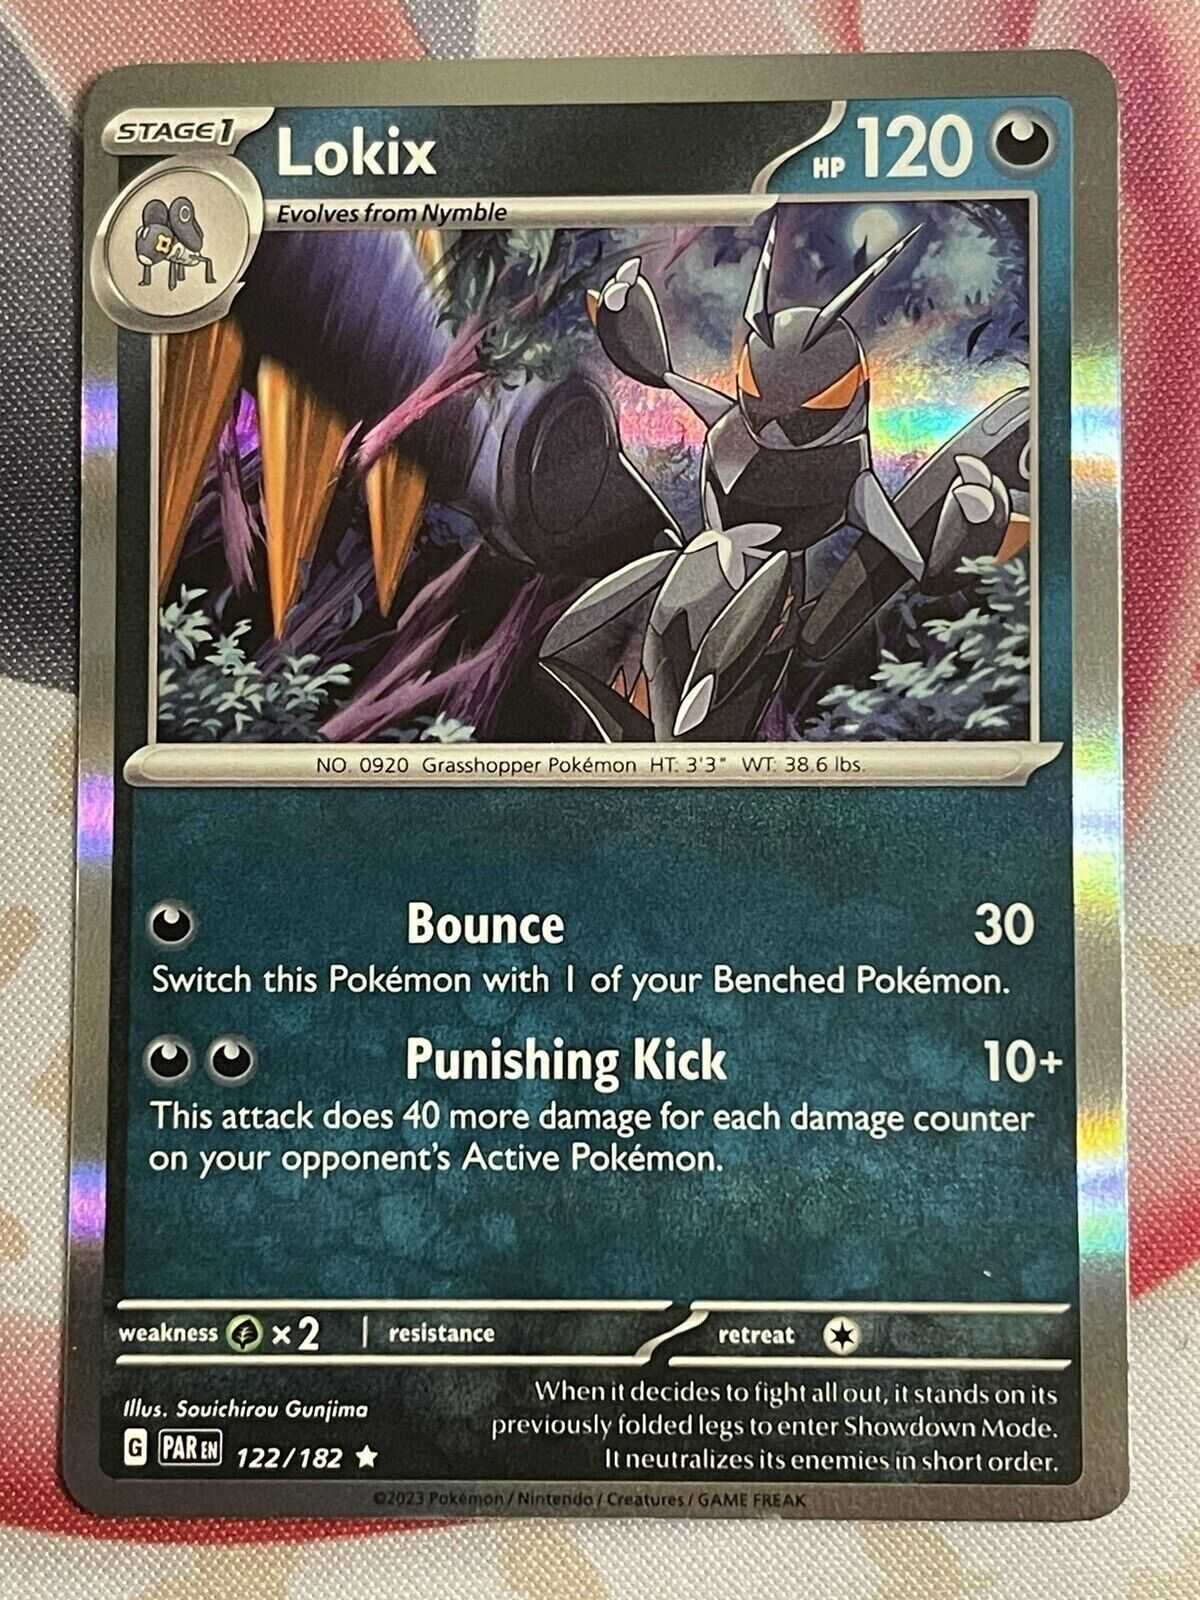 STAGE1
Lokix
HP 120
Evolves from Nymble
NO. 0920 Grasshopper Pokémon HT: 3'3" WT: 38.6 lbs.
Bounce 30
Switch this Pokémon with 1 of your Benched Pokémon.
Punishing Kick 10+
This attack does 40 more damage for each damage counter
on your opponent's Active Pokémon.
weakness ×2 resistance retreat
Illus. Souichirou Gunjima
G PAR EN 122/182
When it decides to fight all out, it stands on its
previously folded legs to enter Showdown Mode.
It neutralizes its enemies in short order.
©2023 Pokémon / Nintendo / Creatures / GAME FREAK